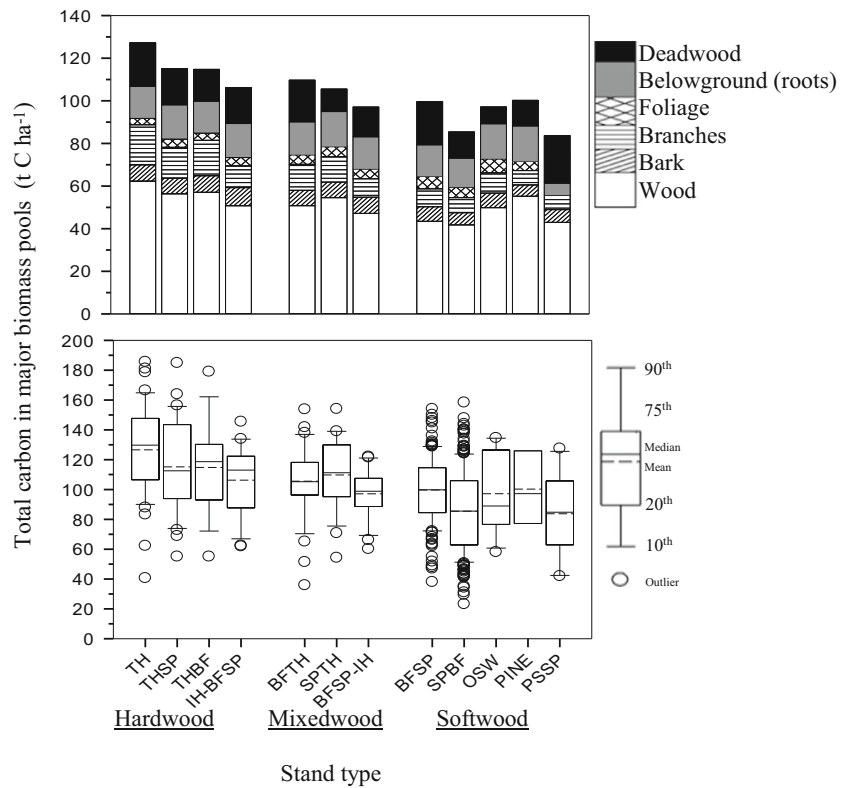 Total carbon in major biomass pools (t C ha⁻¹)
140
120
100
80
60
40
20
0
Deadwood
Belowground (roots)
Foliage
Branches
Bark
Wood
200
180
160
140
120
100
80
60
40
20
0
90th
75th
Median
Mean
20th
10th
Outlier
TH
THSP
THBF
IH-BFSP
BFTH
SPTH
BFSP-IH
BFSP
SPBF
OSW
PINE
PSSP
Hardwood
Mixedwood
Softwood
Stand type